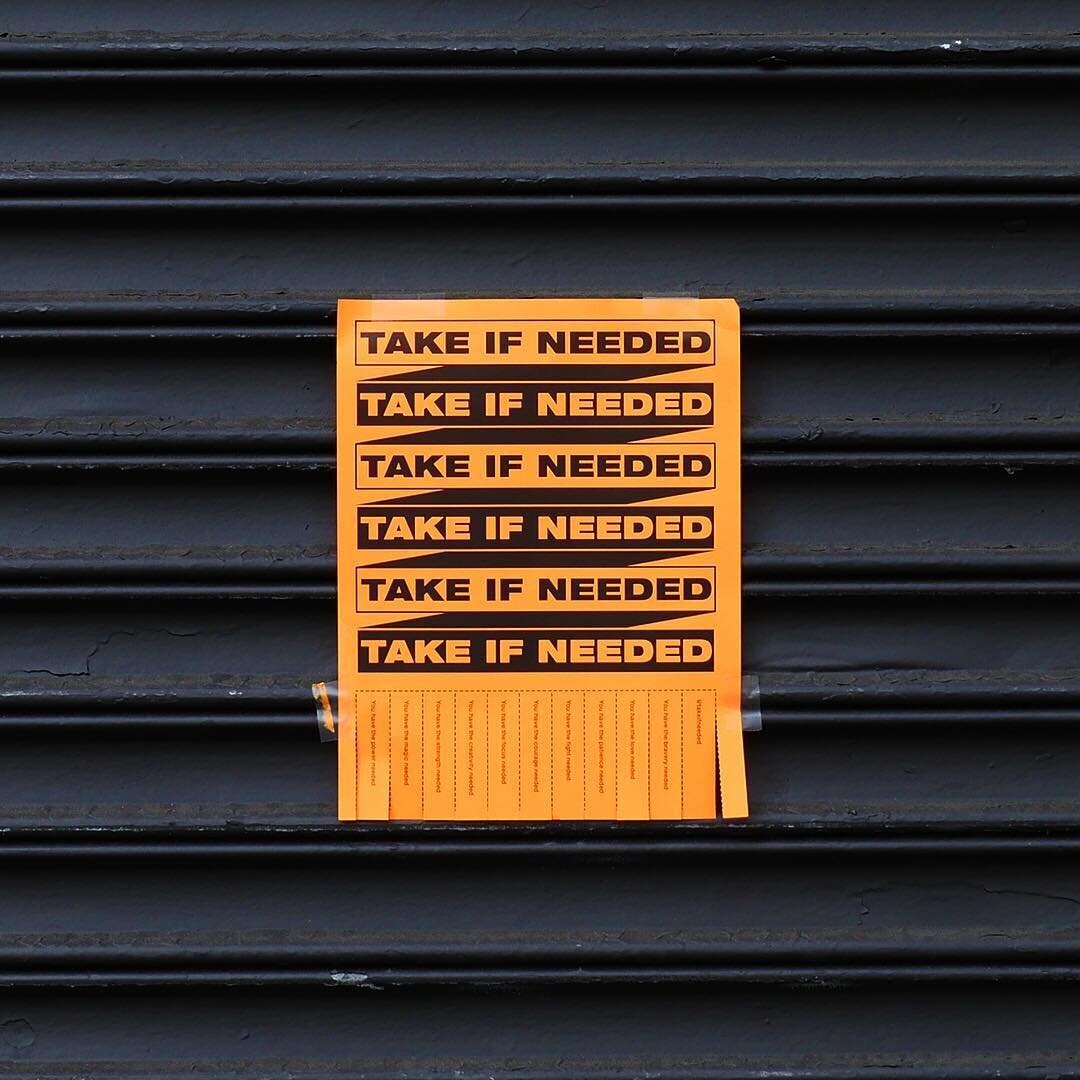 TAKE IF NEEDED
TAKE IF NEEDED
TAKE IF NEEDED
TAKE IF NEEDED
TAKE IF NEEDED
TAKE IF NEEDED
You have the power needed
You have the magic needed
You have the strength needed
You have the creativity needed
You have the focus needed
You have the courage needed
You have the fight needed
You have the patience needed
You have the love needed
You have the bravery needed